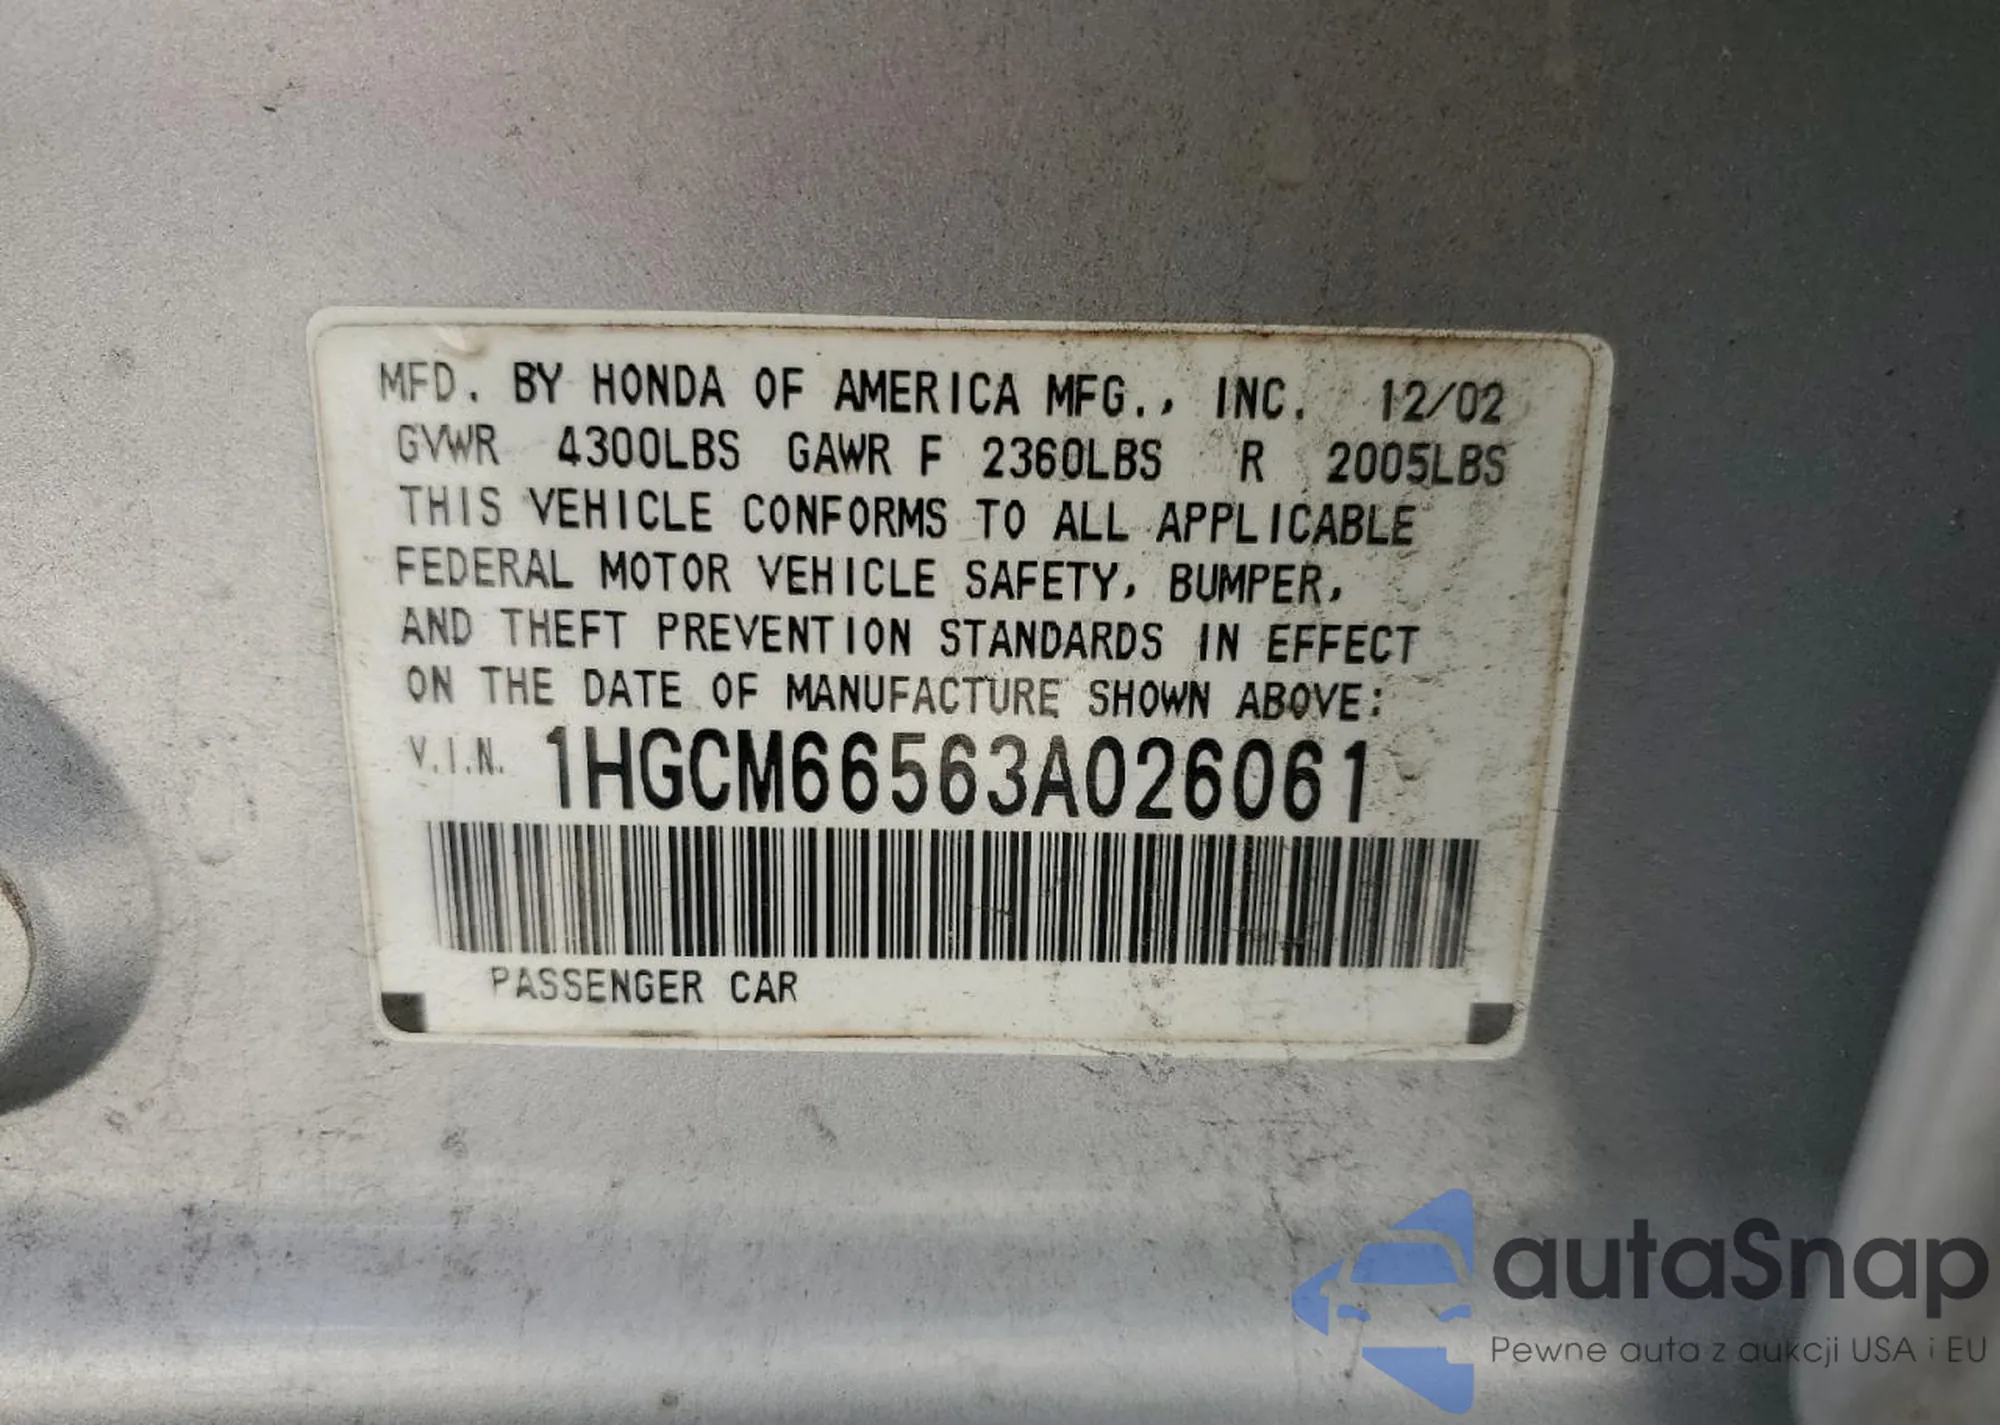 MFD. BY HONDA OF AMERICA MFG., INC. 12/02
GVWR 4300LBS GAWR F 2360LBS R 2005LBS
THIS VEHICLE CONFORMS TO ALL APPLICABLE
FEDERAL MOTOR VEHICLE SAFETY, BUMPER,
AND THEFT PREVENTION STANDARDS IN EFFECT
ON THE DATE OF MANUFACTURE SHOWN ABOVE:
V.I.N. 1HGCM66563A026061
PASSENGER CAR
autaSnap
Pewne auta z aukcji USA i EU